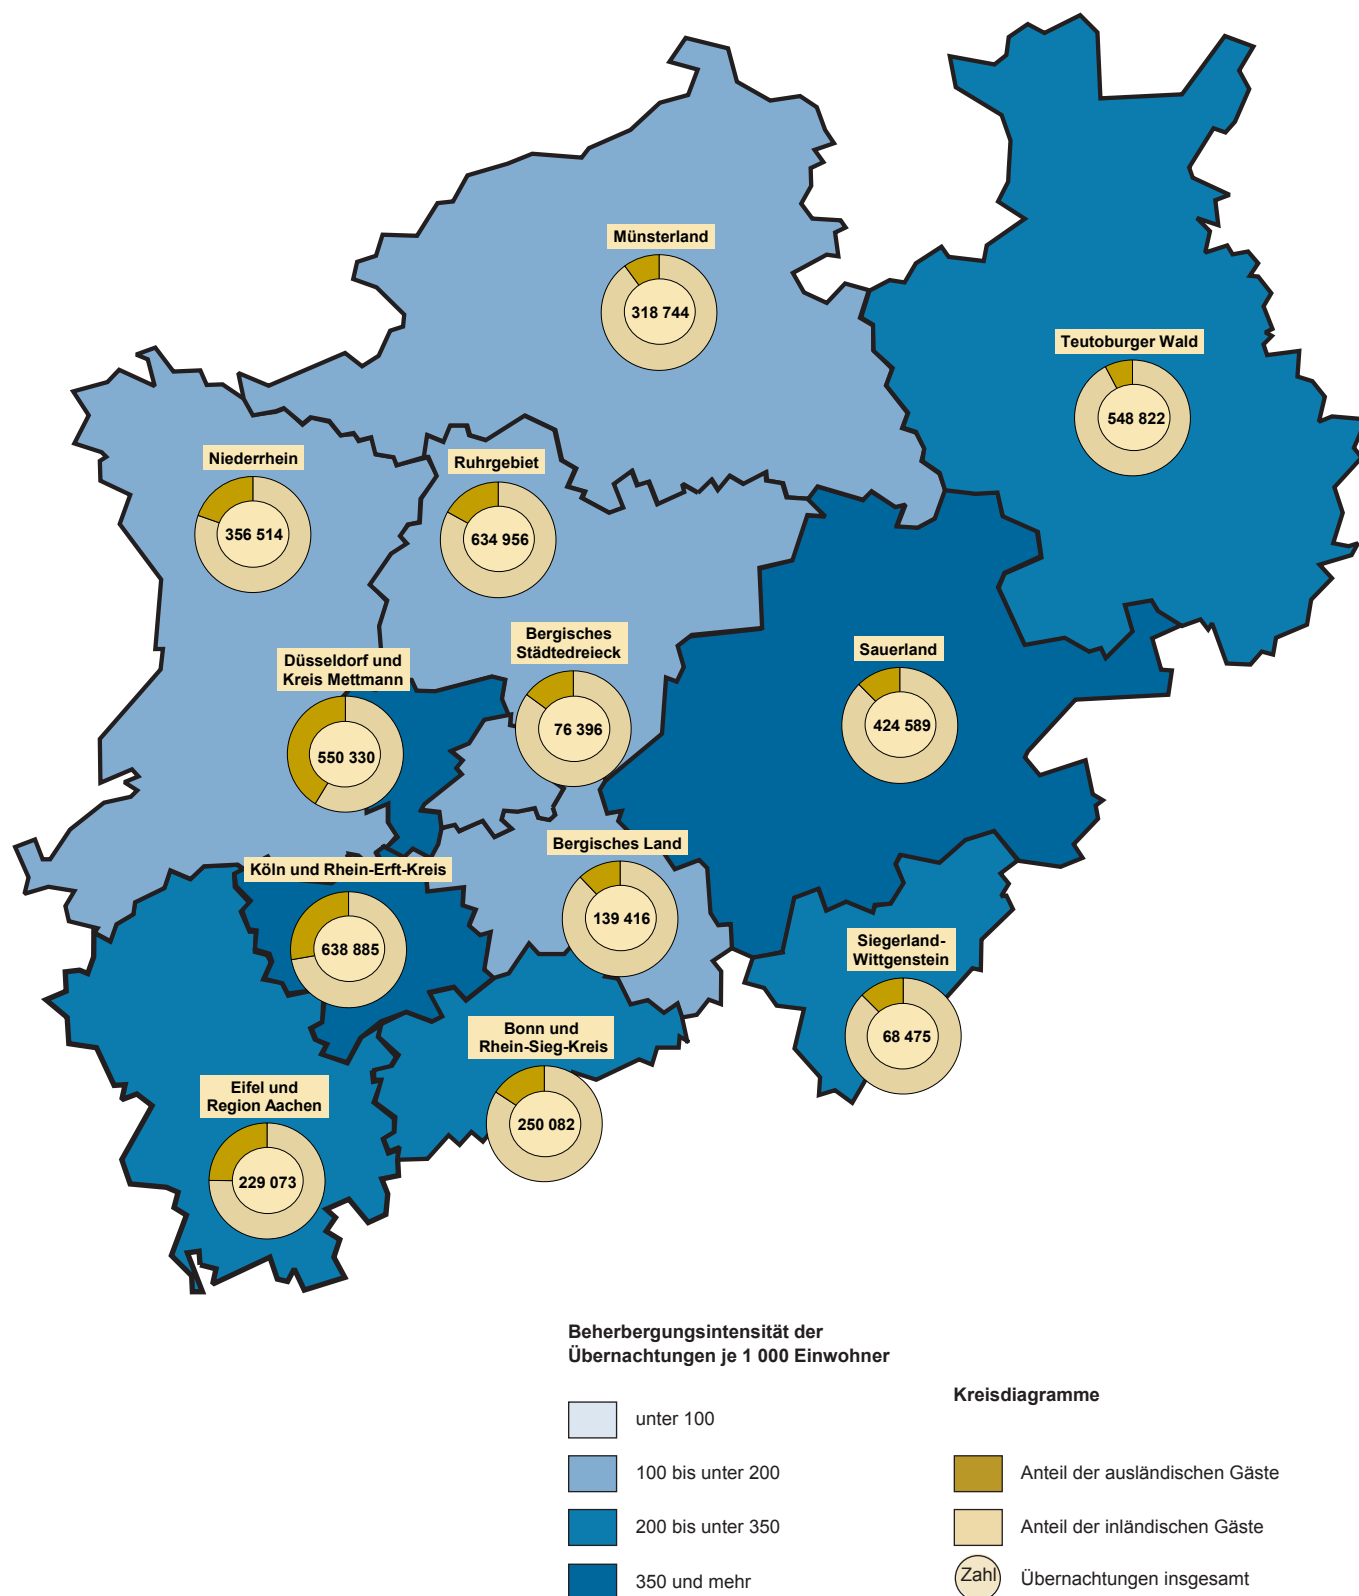 Münsterland
318 744
Teutoburger Wald
548 822
Niederrhein
356 514
Ruhrgebiet
634 956
Bergisches
Städtedreieck
76 396
Sauerland
424 589
Düsseldorf und
Kreis Mettmann
550 330
Bergisches Land
139 416
Köln und Rhein-Erft-Kreis
638 885
Siegerland-
Wittgenstein
68 475
Bonn und
Rhein-Sieg-Kreis
250 082
Eifel und
Region Aachen
229 073
Beherbergungsintensität der
Übernachtungen je 1 000 Einwohner
unter 100
100 bis unter 200
200 bis unter 350
350 und mehr
Kreisdiagramme
Anteil der ausländischen Gäste
Anteil der inländischen Gäste
Zahl Übernachtungen insgesamt